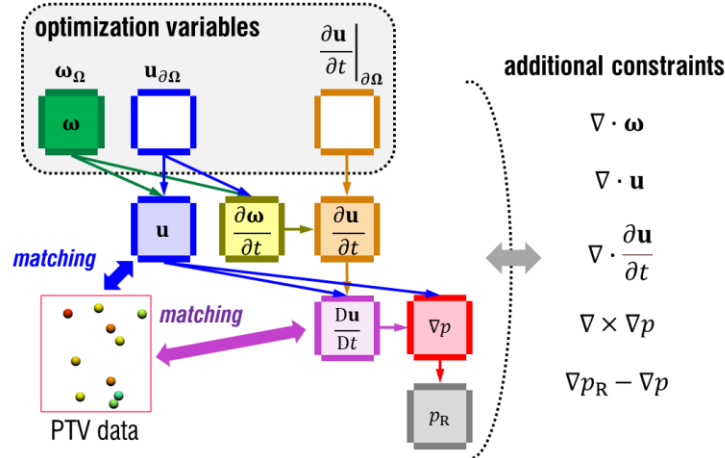 optimization variables
ω_Ω
u_∂Ω
∂u/∂t|_∂Ω
additional constraints
ω
∇ · ω
u
∂ω/∂t
∂u/∂t
∇ · u
matching
∇ · ∂u/∂t
matching
Du/Dt
∇p
∇ × ∇p
p_R
∇p_R − ∇p
PTV data